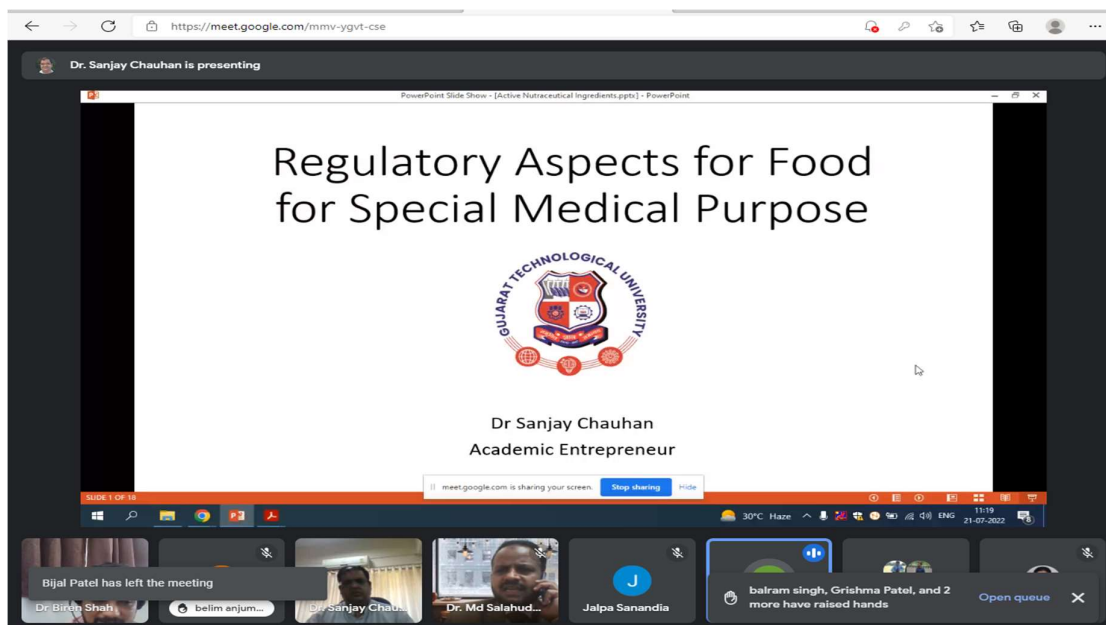 https://meet.google.com/mmv-ygvt-cse
Dr. Sanjay Chauhan is presenting
PowerPoint Slide Show - [Active Nutraceutical Ingredients.pptx] - PowerPoint
Regulatory Aspects for Food
for Special Medical Purpose
GUJARAT TECHNOLOGICAL UNIVERSITY
Dr Sanjay Chauhan
Academic Entrepreneur
meet.google.com is sharing your screen.
Stop sharing
Hide
SLIDE 1 OF 18
30°C Haze
ENG
11:19
21-07-2022
Bijal Patel has left the meeting
Dr Biren Shah
belim anjum...
Dr. Sanjay Chau...
Dr. Md Salahud...
J
Jalpa Sanandia
balram singh, Grishma Patel, and 2
more have raised hands
Open queue